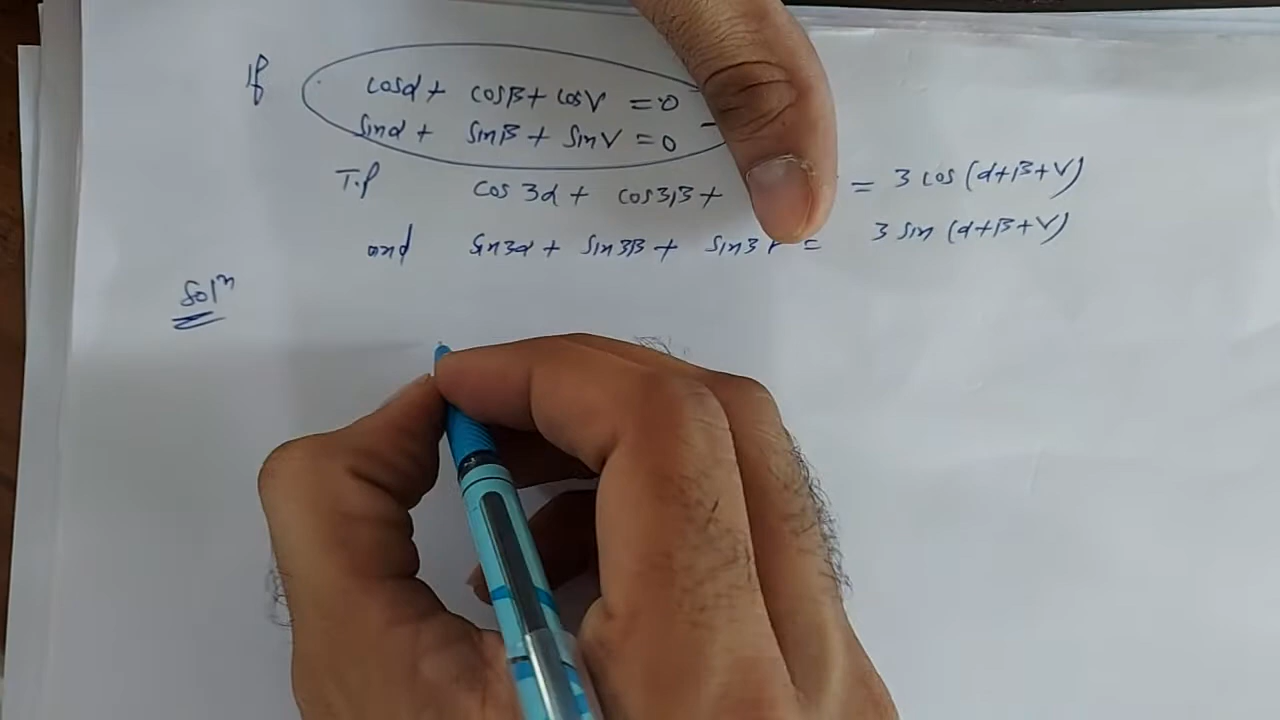 If cosα + cosβ + cosγ = 0
sinα + sinβ + sinγ = 0
T.P cos 3α + cos3β + = 3 cos (α+β+γ)
and sin3α + sin3β + sin3γ = 3 sin (α+β+γ)
Solⁿ